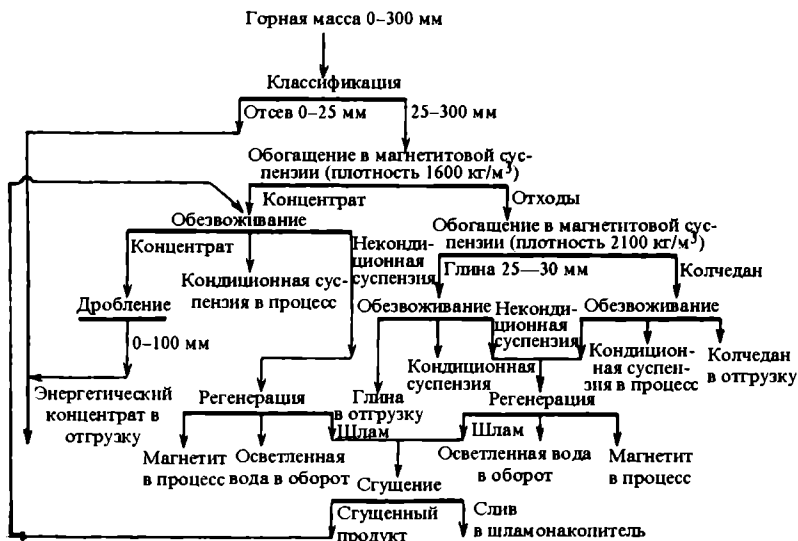 Горная масса 0–300 мм
Классификация
Отсев 0–25 мм
25–300 мм
Обогащение в магнетитовой сус-
пензии (плотность 1600 кг/м³)
Концентрат
Отходы
Обезвоживание
Обогащение в магнетитовой сус-
пензии (плотность 2100 кг/м³)
Концентрат
Кондиционная сус-
пензия в процесс
Неконди-
ционная
суспензия
Глина 25—30 мм
Колчедан
Дробление
0–100 мм
Обезвоживание
Неконди-
ционная
суспензия
Обезвоживание
Кондиционная
суспензия
Кондицион-
ная суспен-
зия в процесс
Колчедан
в отгрузку
Энергетический
концентрат в
отгрузку
Регенерация
Глина
в отгрузку
Регенерация
Шлам
Шлам
Магнетит
в процесс
Осветленная
вода в оборот
Осветленная вода
в оборот
Магнетит
в процесс
Сгущение
Сгущенный
продукт
Слив
в шламонакопитель